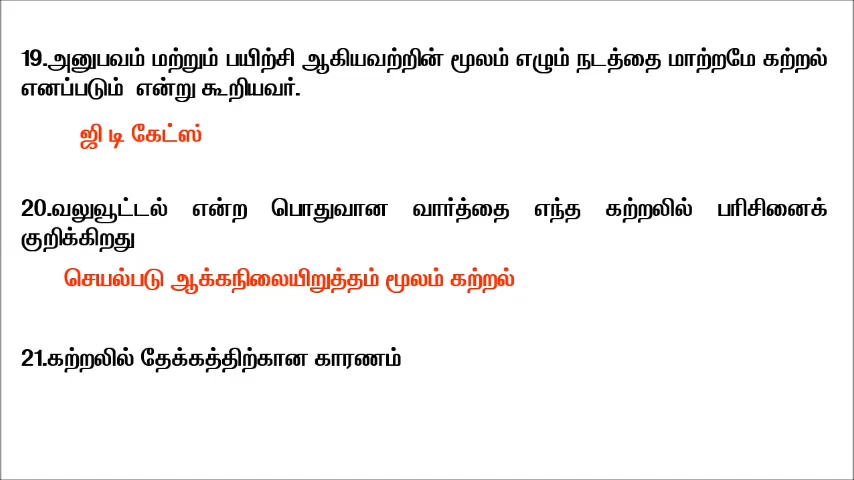 19.அனுபவம் மற்றும் பயிற்சி ஆகியவற்றின் மூலம் எழும் நடத்தை மாற்றமே கற்றல்
எனப்படும் என்று கூறியவர்.
ஜி டி கேட்ஸ்
20.வலுவூட்டல் என்ற பொதுவான வார்த்தை எந்த கற்றலில் பரிசினைக்
குறிக்கிறது
செயல்படு ஆக்கநிலையிறுத்தம் மூலம் கற்றல்
21.கற்றலில் தேக்கத்திற்கான காரணம்